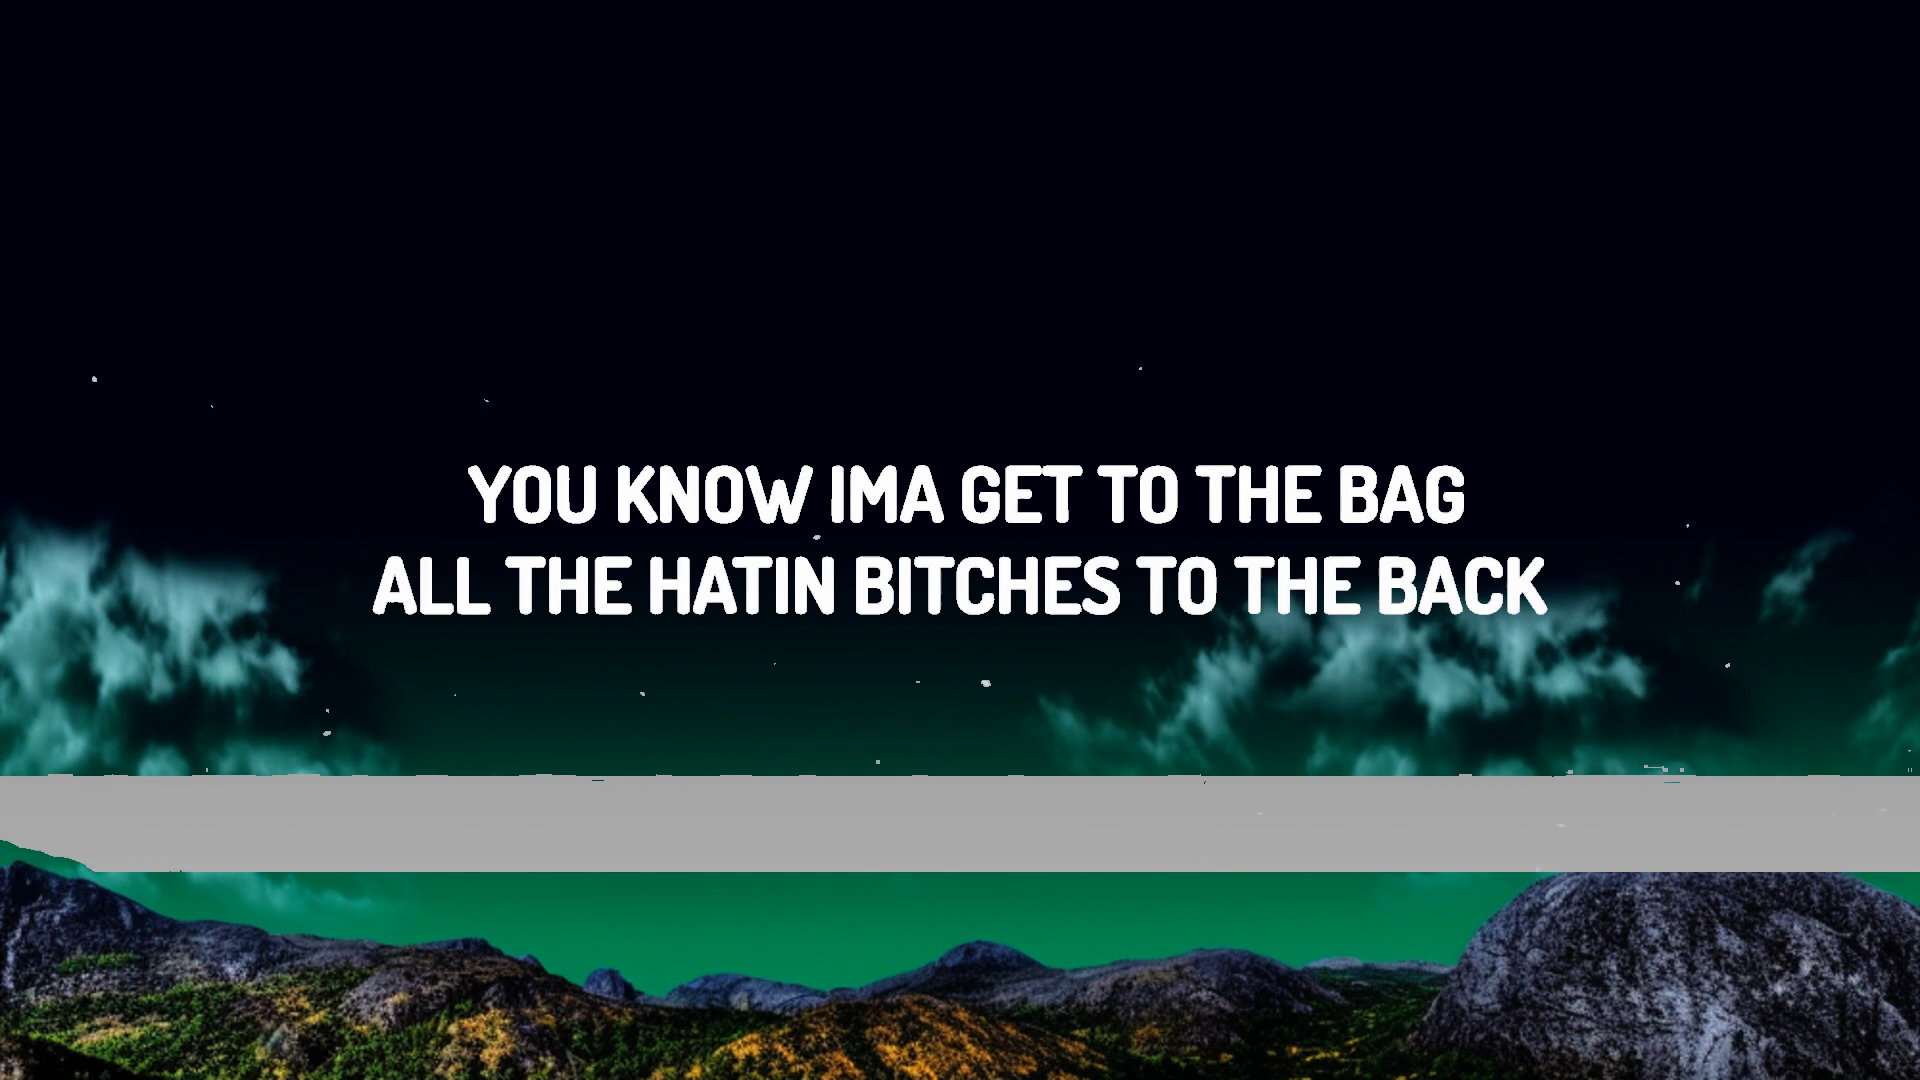 YOU KNOW IMA GET TO THE BAG
ALL THE HATIN BITCHES TO THE BACK